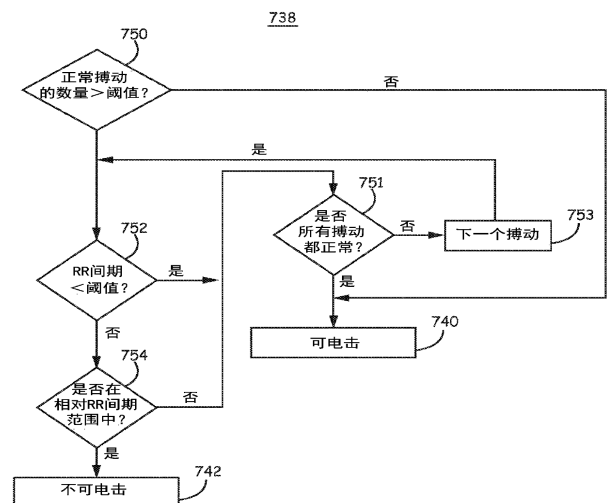 738
750
正常搏动
的数量>阈值?
否
是
752
RR间期
<阈值?
是
否
751
是否
所有搏动
都正常?
否
753
下一个搏动
是
740
可电击
754
是否在
相对RR间期
范围中?
否
是
742
不可电击